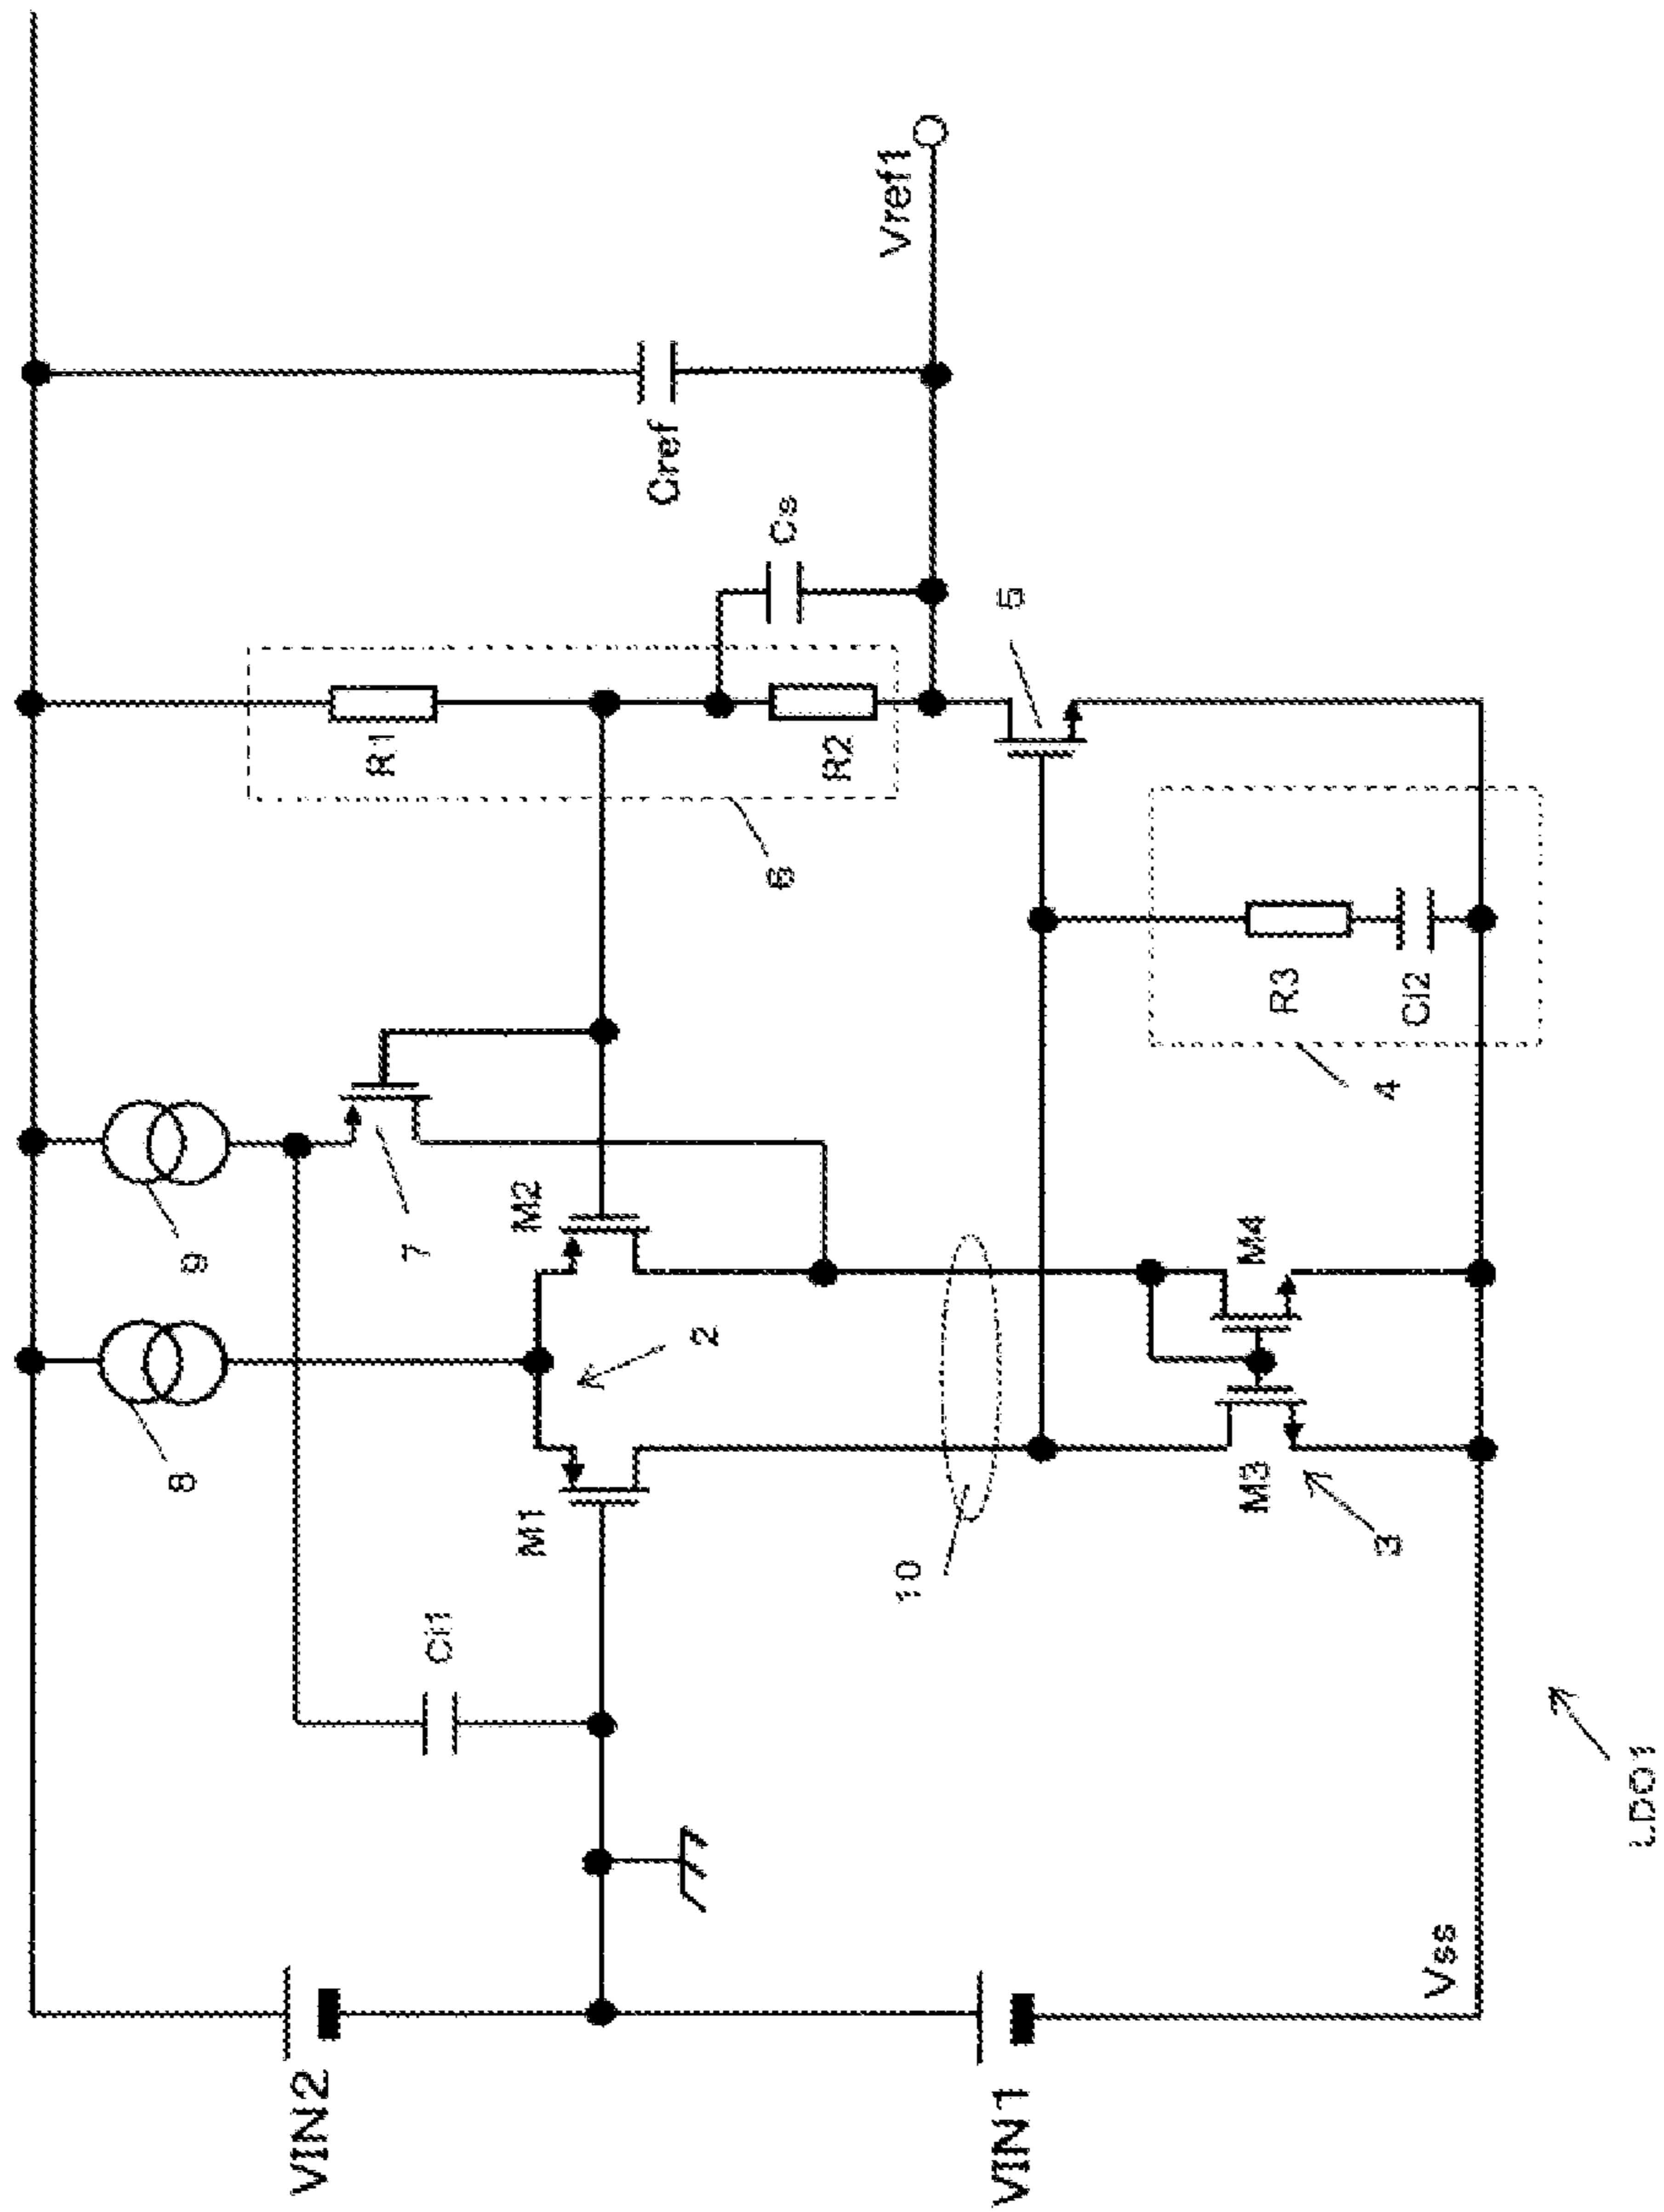 VIN2
VIN1
Vss
LDO1
Ci1
M1
M2
8
9
2
7
10
M3
M4
3
R1
R2
6
Cs
Cref
Vref1
5
R3
Ci2
4